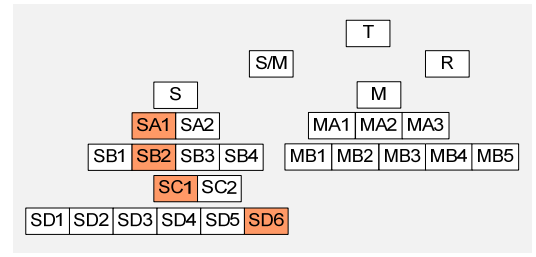 T
S/M R
S M
SA1 SA2 MA1 MA2 MA3
SB1 SB2 SB3 SB4 MB1 MB2 MB3 MB4 MB5
SC1 SC2
SD1 SD2 SD3 SD4 SD5 SD6